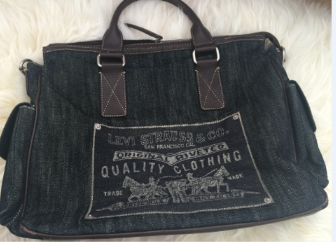 LEVI STRAUSS & CO.
SAN FRANCISCO, CAL.
ORIGINAL RIVETED
QUALITY CLOTHING
TRADE MARK